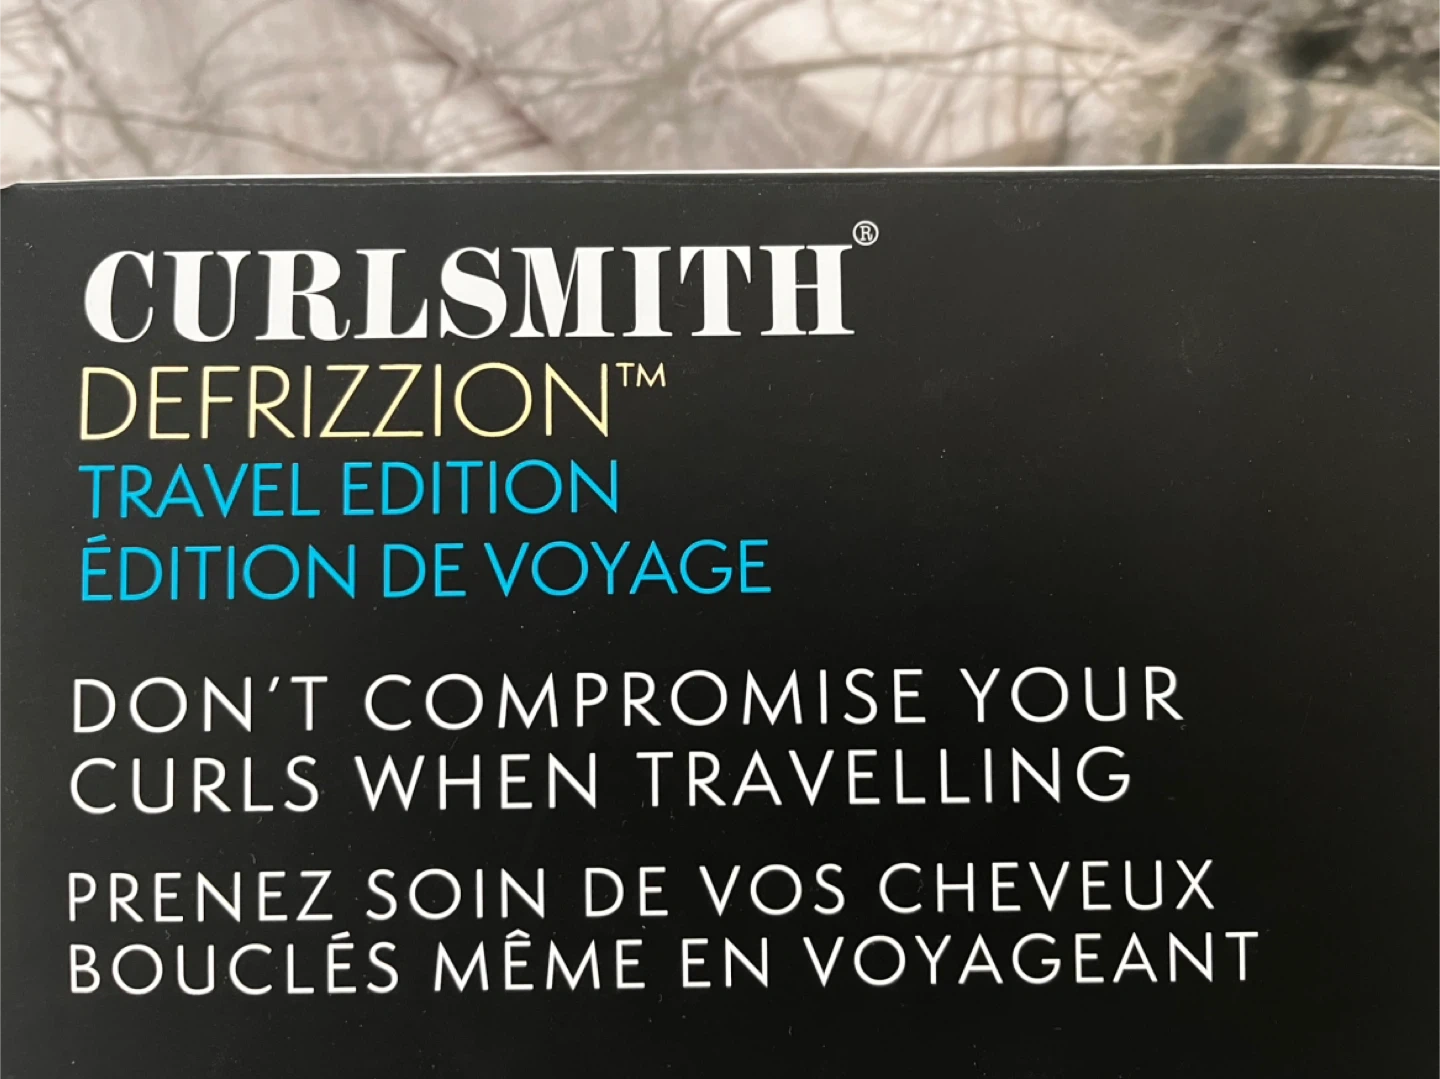 CURLSMITH®
DEFRIZZION™
TRAVEL EDITION
ÉDITION DE VOYAGE
DON'T COMPROMISE YOUR
CURLS WHEN TRAVELLING
PRENEZ SOIN DE VOS CHEVEUX
BOUCLÉS MÊME EN VOYAGEANT